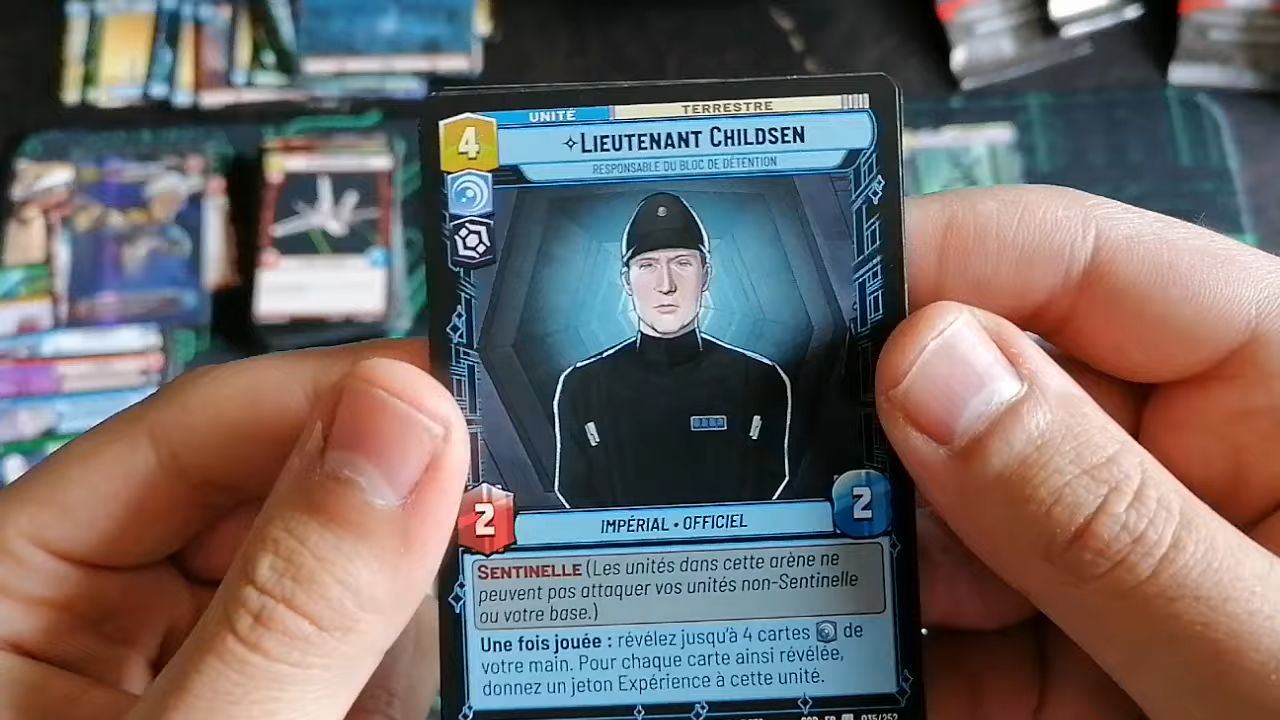 UNITÉ
TERRESTRE
4
LIEUTENANT CHILDSEN
RESPONSABLE DU BLOC DE DÉTENTION
2
IMPÉRIAL • OFFICIEL
2
SENTINELLE (Les unités dans cette arène ne
peuvent pas attaquer vos unités non-Sentinelle
ou votre base.)
Une fois jouée : révélez jusqu'à 4 cartes de
votre main. Pour chaque carte ainsi révélée,
donnez un jeton Expérience à cette unité.
035/252